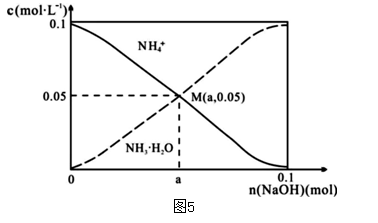 c(mol·L⁻¹)
0.1
NH₄⁺
0.05
M(a,0.05)
NH₃·H₂O
0
a
0.1
n(NaOH)(mol)
图5